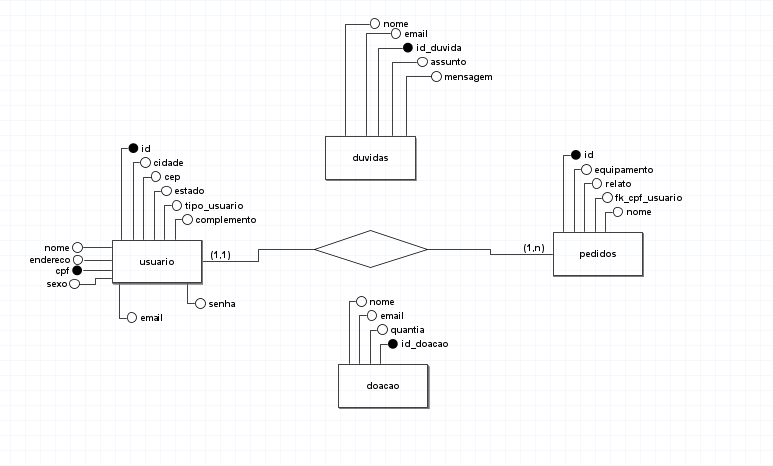 nome
email
id_duvida
assunto
mensagem
duvidas
id
cidade
cep
estado
tipo_usuario
complemento
nome
endereco
cpf
sexo
usuario
(1,1)
senha
email
(1,n)
id
equipamento
relato
fk_cpf_usuario
nome
pedidos
nome
email
quantia
id_doacao
doacao